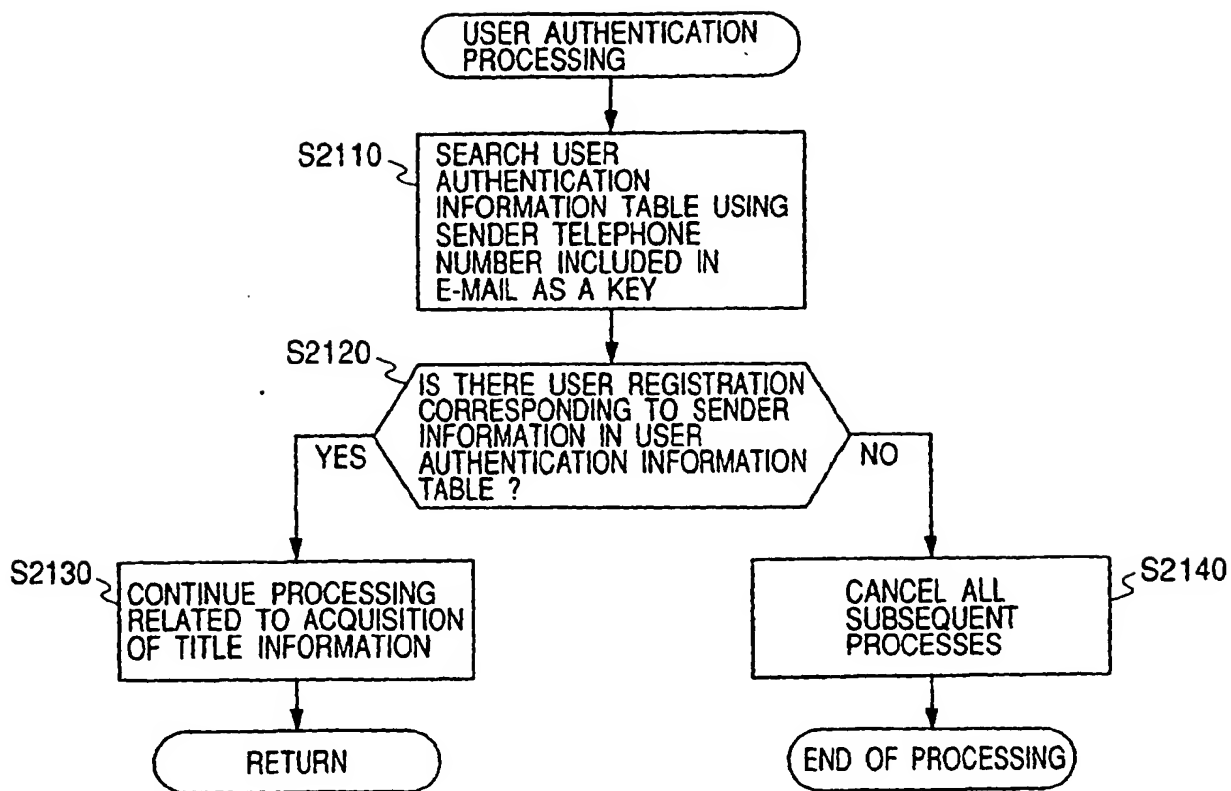 USER AUTHENTICATION
PROCESSING
S2110
SEARCH USER
AUTHENTICATION
INFORMATION TABLE USING
SENDER TELEPHONE
NUMBER INCLUDED IN
E-MAIL AS A KEY
S2120
IS THERE USER REGISTRATION
CORRESPONDING TO SENDER
INFORMATION IN USER
AUTHENTICATION INFORMATION
TABLE ?
YES
NO
S2130
CONTINUE PROCESSING
RELATED TO ACQUISITION
OF TITLE INFORMATION
S2140
CANCEL ALL
SUBSEQUENT
PROCESSES
RETURN
END OF PROCESSING